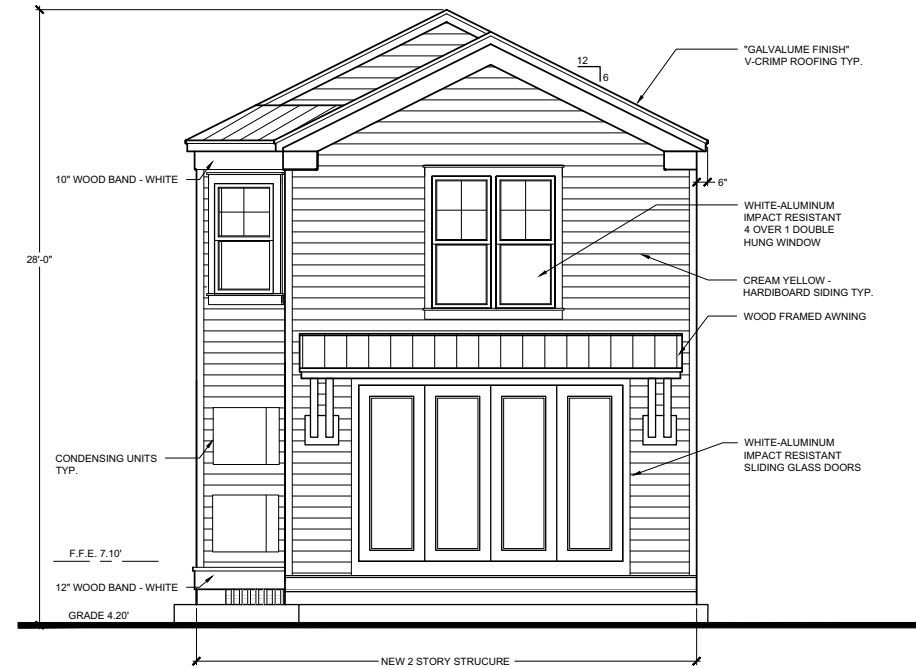 "GALVALUME FINISH"
V-CRIMP ROOFING TYP.
12
6
10" WOOD BAND - WHITE
6"
WHITE-ALUMINUM
IMPACT RESISTANT
4 OVER 1 DOUBLE
HUNG WINDOW
28'-0"
CREAM YELLOW -
HARDIBOARD SIDING TYP.
WOOD FRAMED AWNING
WHITE-ALUMINUM
IMPACT RESISTANT
SLIDING GLASS DOORS
CONDENSING UNITS
TYP.
F.F.E. 7.10'
12" WOOD BAND - WHITE
GRADE 4.20'
NEW 2 STORY STRUCURE